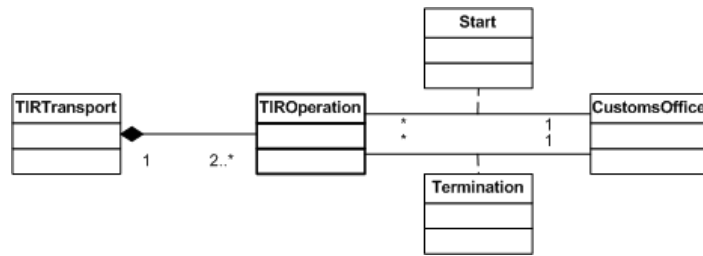 Start
TIRTransport
TIROperation
CustomsOffice
* 1
* 1
1 2..*
Termination